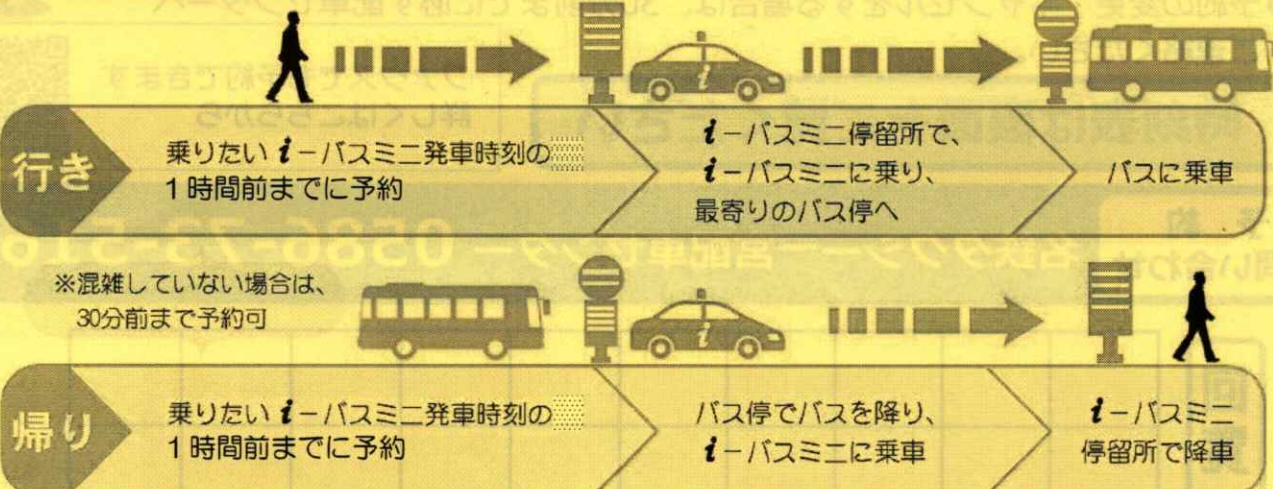 行き
乗りたい i－バスミニ発車時刻の
1時間前までに予約
i－バスミニ停留所で、
i－バスミニに乗り、
最寄りのバス停へ
バスに乗車
※混雑していない場合は、
30分前まで予約可
帰り
乗りたい i－バスミニ発車時刻の
1時間前までに予約
バス停でバスを降り、
i－バスミニに乗車
i－バスミニ
停留所で降車